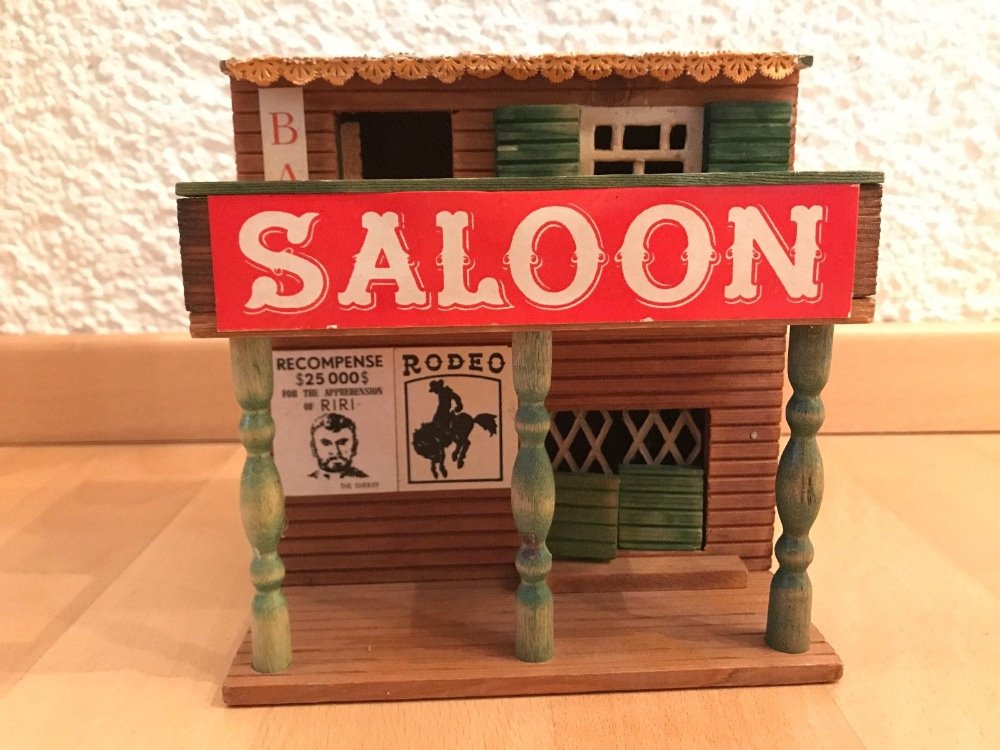 B
A
SALOON
RECOMPENSE
$25 000$
FOR THE APPREHENSION
OF RIRI
THE SHERIFF
RODEO